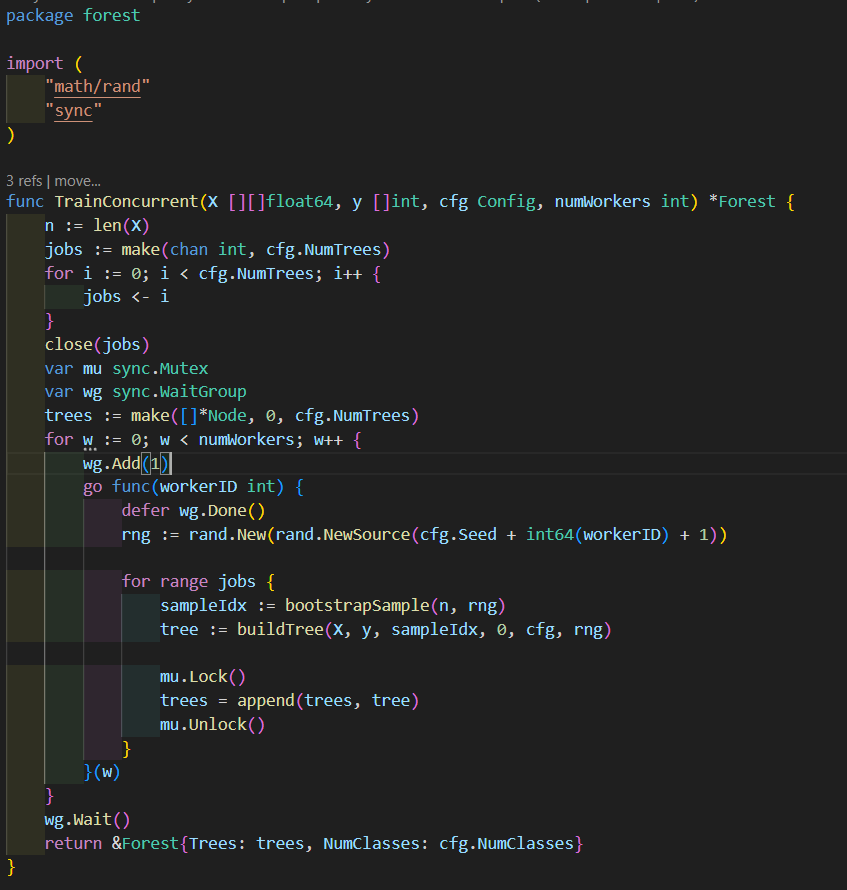 package forest
import (
"math/rand"
"sync"
)
3 refs | move...
func TrainConcurrent(X [][]float64, y []int, cfg Config, numWorkers int) *Forest {
n := len(X)
jobs := make(chan int, cfg.NumTrees)
for i := 0; i < cfg.NumTrees; i++ {
jobs <- i
}
close(jobs)
var mu sync.Mutex
var wg sync.WaitGroup
trees := make([]*Node, 0, cfg.NumTrees)
for w := 0; w < numWorkers; w++ {
wg.Add(1)
go func(workerID int) {
defer wg.Done()
rng := rand.New(rand.NewSource(cfg.Seed + int64(workerID) + 1))
for range jobs {
sampleIdx := bootstrapSample(n, rng)
tree := buildTree(X, y, sampleIdx, 0, cfg, rng)
mu.Lock()
trees = append(trees, tree)
mu.Unlock()
}
}(w)
}
wg.Wait()
return &Forest{Trees: trees, NumClasses: cfg.NumClasses}
}